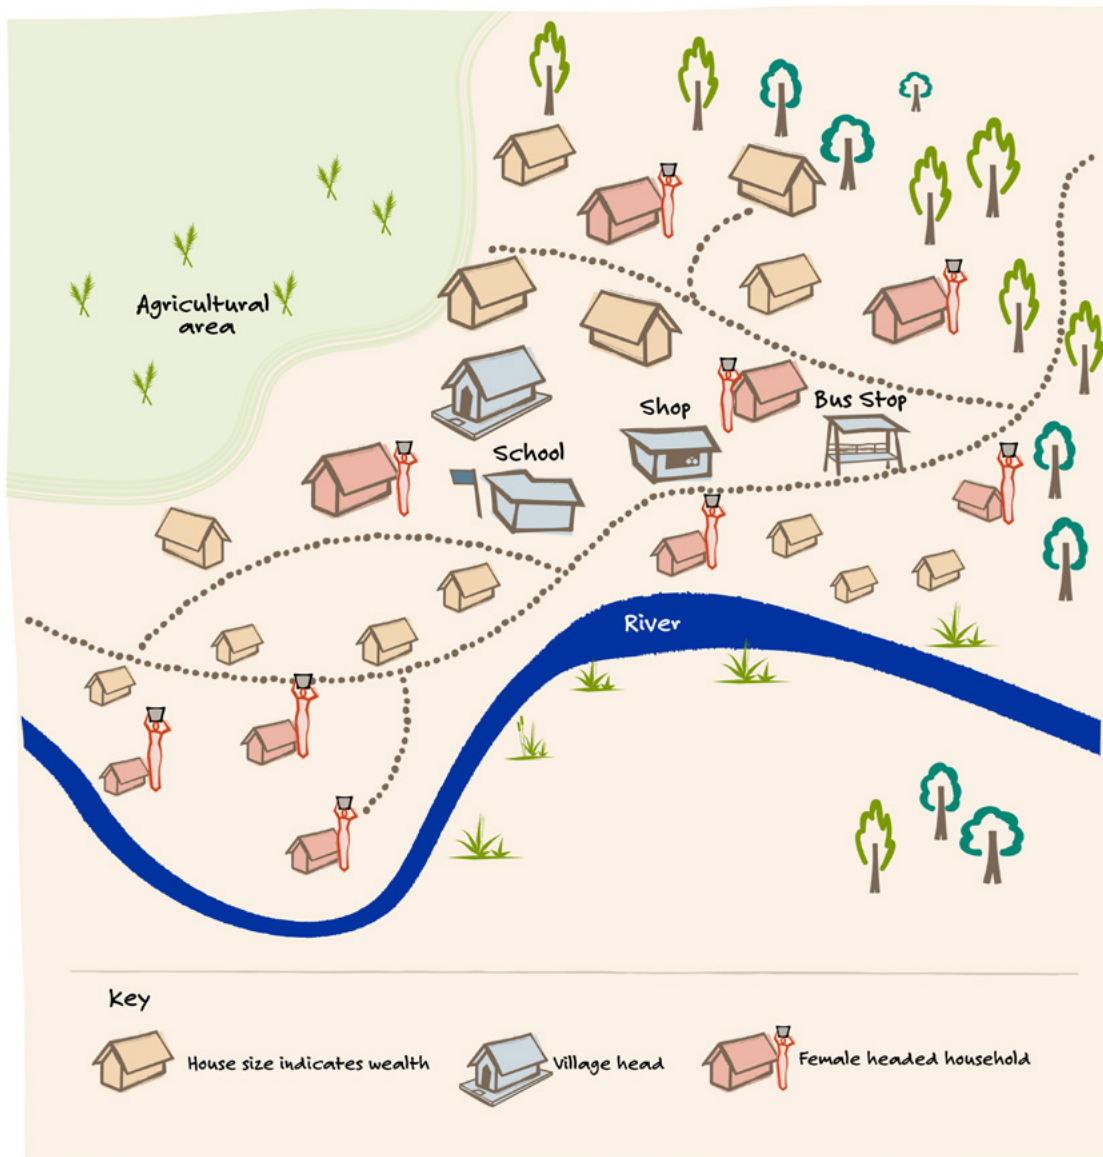 Agricultural
area
Shop
Bus Stop
School
River
Key
House size indicates wealth
Village head
Female headed household